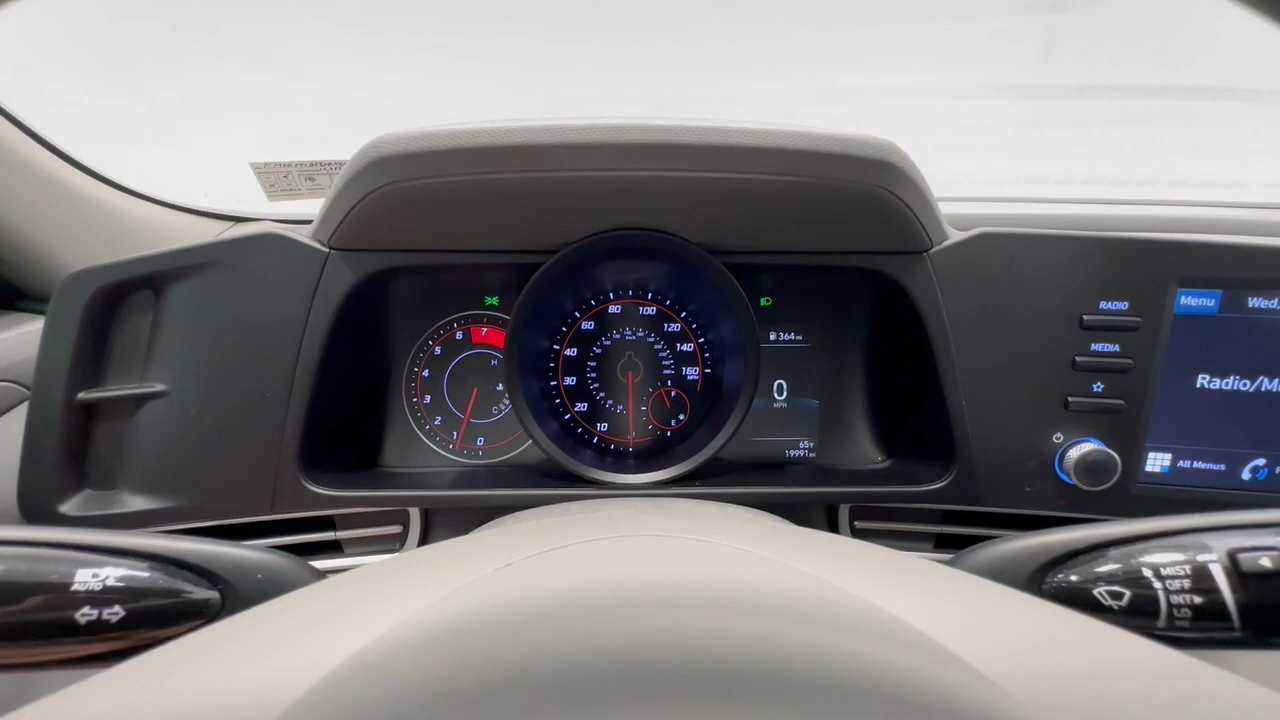 RADIO
MEDIA
Menu
Wed,
Radio/M
All Menus
0
1
2
3
4
5
6
7
H
C
10
20
30
40
60
80
100
120
140
160
MPH
km/h
F
E
364 mi
0
MPH
65°F
19991 mi
AUTO
MIST
OFF
INT
LO
HI